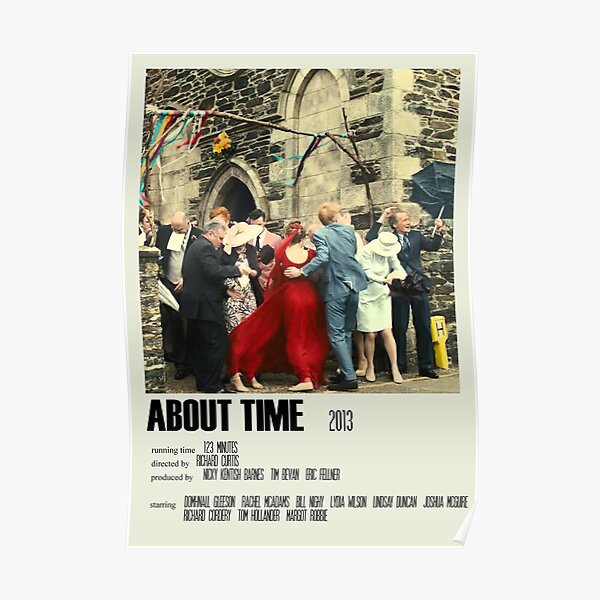 ABOUT TIME 2013
running time 123 MINUTES
directed by RICHARD CURTIS
produced by NICKY KENTISH BARNES TIM BEVAN ERIC FELLNER
starring DOMHNALL GLEESON RACHEL MCADAMS BILL NIGHY LYDIA WILSON LINDSAY DUNCAN JOSHUA MCGUIRE
RICHARD CORDERY TOM HOLLANDER MARGOT ROBBIE
H